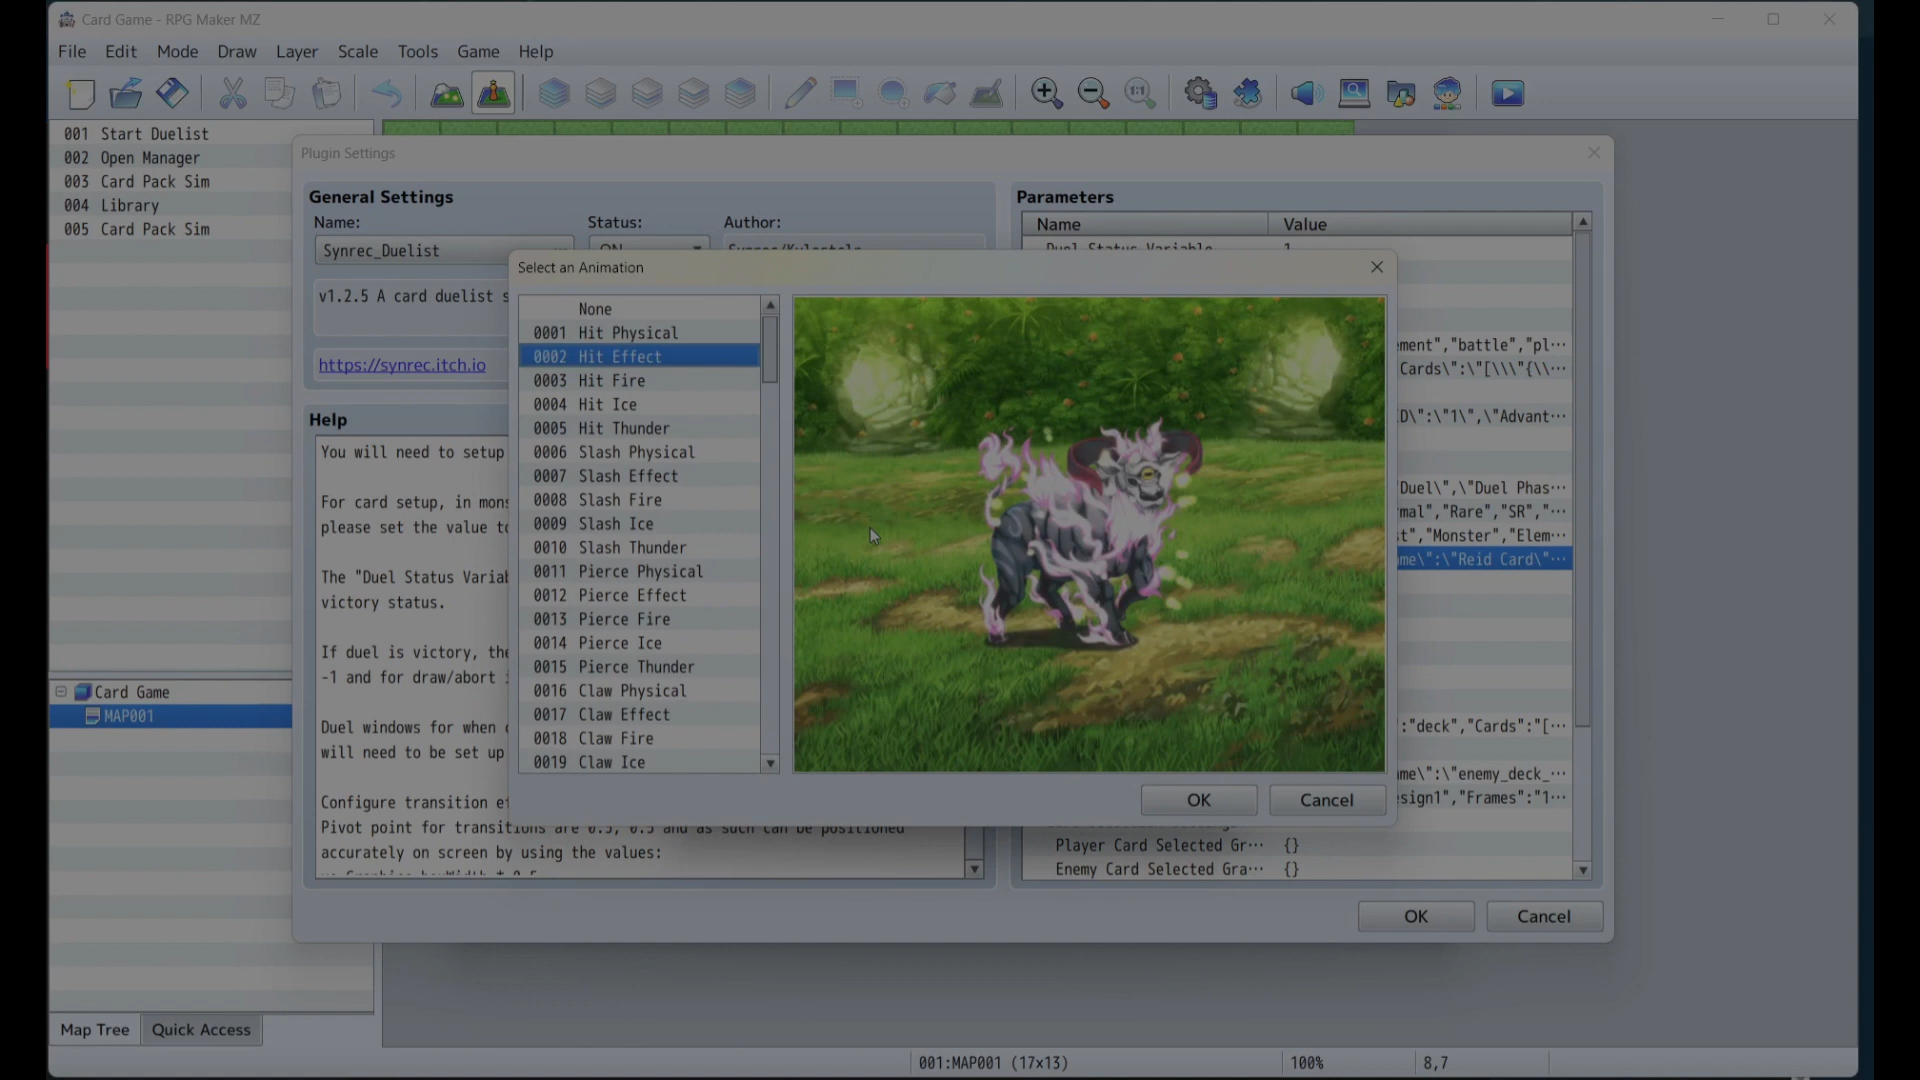 Card Game - RPG Maker MZ
File Edit Mode Draw Layer Scale Tools Game Help
001 Start Duelist
002 Open Manager
003 Card Pack Sim
004 Library
005 Card Pack Sim
Plugin Settings
General Settings
Name: Status: Author:
Synrec_Duelist ON
v1.2.5 A card duelist s
https://synrec.itch.io
Help
You will need to setup
For card setup, in mons
please set the value to
The "Duel Status Variab
victory status.
If duel is victory, the
-1 and for draw/abort
Duel windows for when
will need to be set up
Configure transition ef
Pivot point for transitions are 0.5, 0.5 and as such can be positioned
accurately on screen by using the values:
Parameters
Name Value
Duel Status Variable 1
ment","battle","pl…
Cards\":\"[\\\"{\\…
D\":\"1\",\"Advant…
Duel\",\"Duel Phas…
mal","Rare","SR","…
st","Monster","Elem…
me\":\"Reid Card\"…
:"deck","Cards":"[…
me\":\"enemy_deck_…
sign1","Frames":"1…
Player Card Selected Gr… {}
Enemy Card Selected Gra… {}
OK Cancel
Select an Animation
None
0001 Hit Physical
0002 Hit Effect
0003 Hit Fire
0004 Hit Ice
0005 Hit Thunder
0006 Slash Physical
0007 Slash Effect
0008 Slash Fire
0009 Slash Ice
0010 Slash Thunder
0011 Pierce Physical
0012 Pierce Effect
0013 Pierce Fire
0014 Pierce Ice
0015 Pierce Thunder
0016 Claw Physical
0017 Claw Effect
0018 Claw Fire
0019 Claw Ice
OK Cancel
Card Game
MAP001
Map Tree Quick Access
001:MAP001 (17x13) 100% 8,7